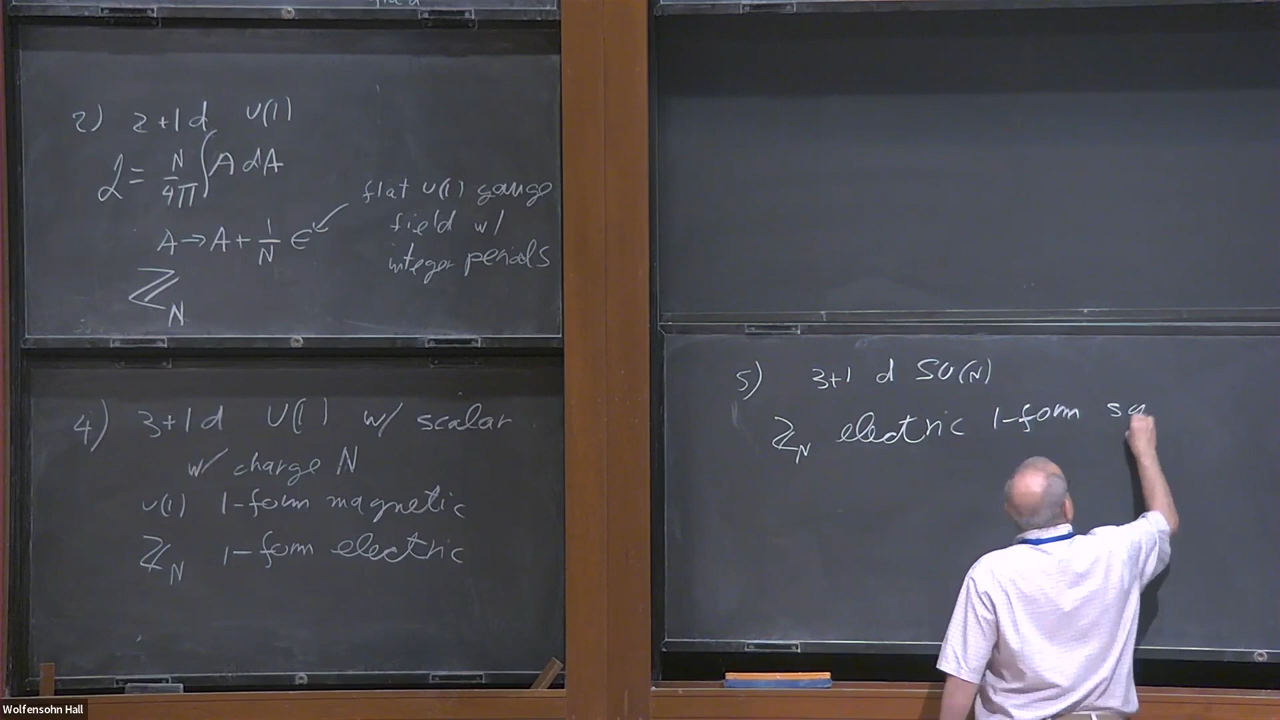 2) 2+1 d U(1)
L = N/4π ∫ A dA
A → A + 1/N ε
flat U(1) gauge
field w/
integer periods
ℤ_N
4) 3+1 d U(1) w/ scalar
w/ charge N
U(1) 1-form magnetic
ℤ_N 1-form electric
5) 3+1 d SU(N)
ℤ_N electric 1-form sy
Wolfensohn Hall